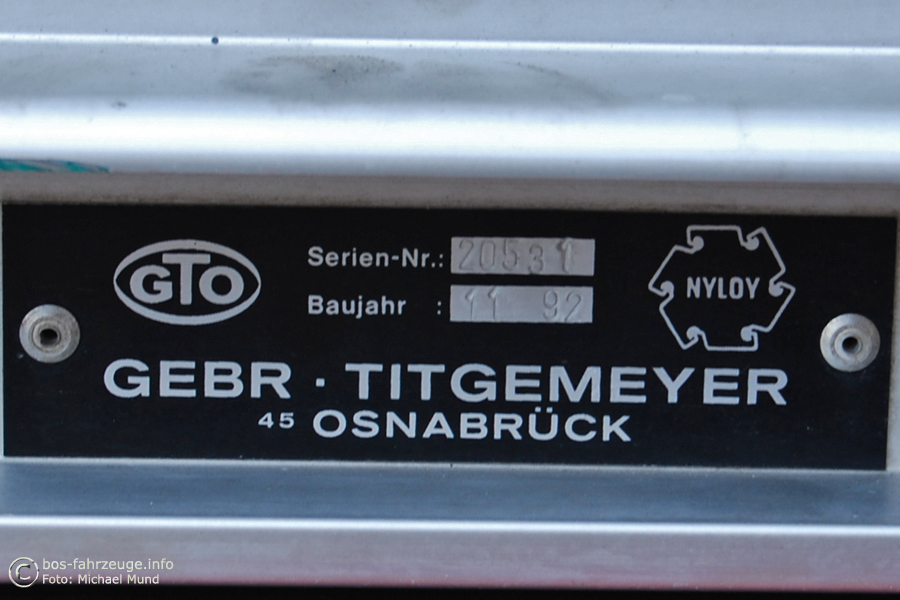 GTO
Serien-Nr.: 20531
Baujahr : 11 92
NYLOY
GEBR · TITGEMEYER
45 OSNABRÜCK
© bos-fahrzeuge.info
Foto: Michael Mund